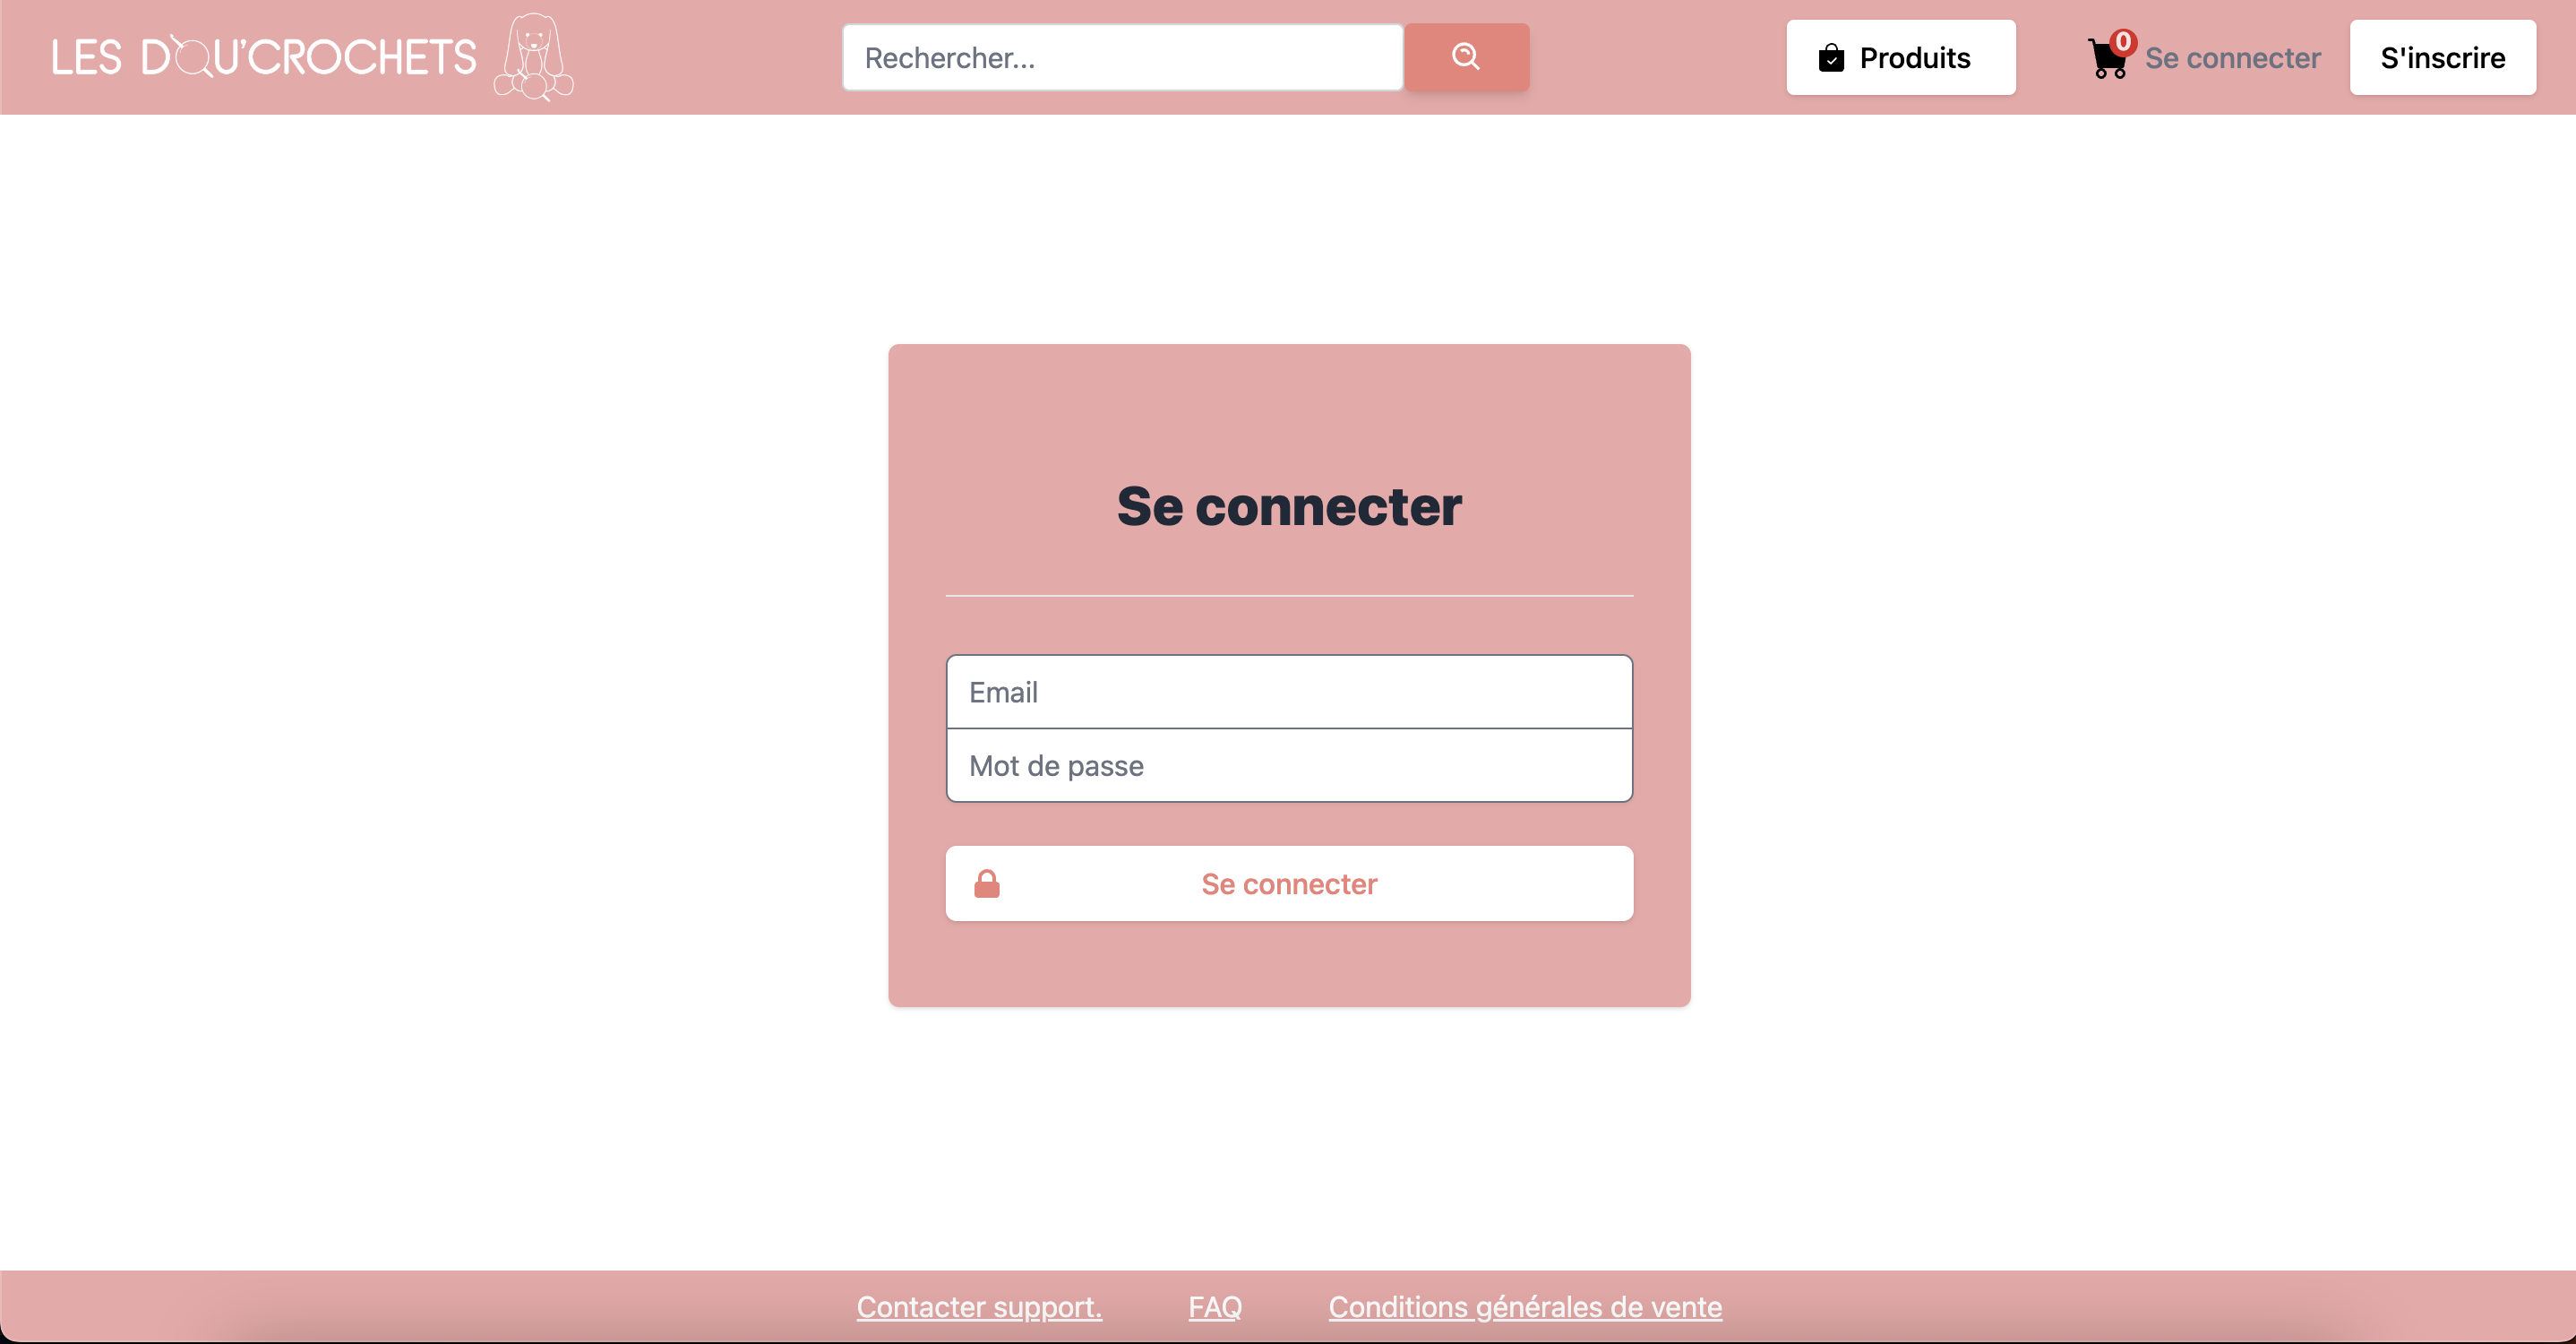 LES DOU'CROCHETS
Rechercher...
Produits
0
Se connecter
S'inscrire
Se connecter
Email
Mot de passe
Se connecter
Contacter support.
FAQ
Conditions générales de vente